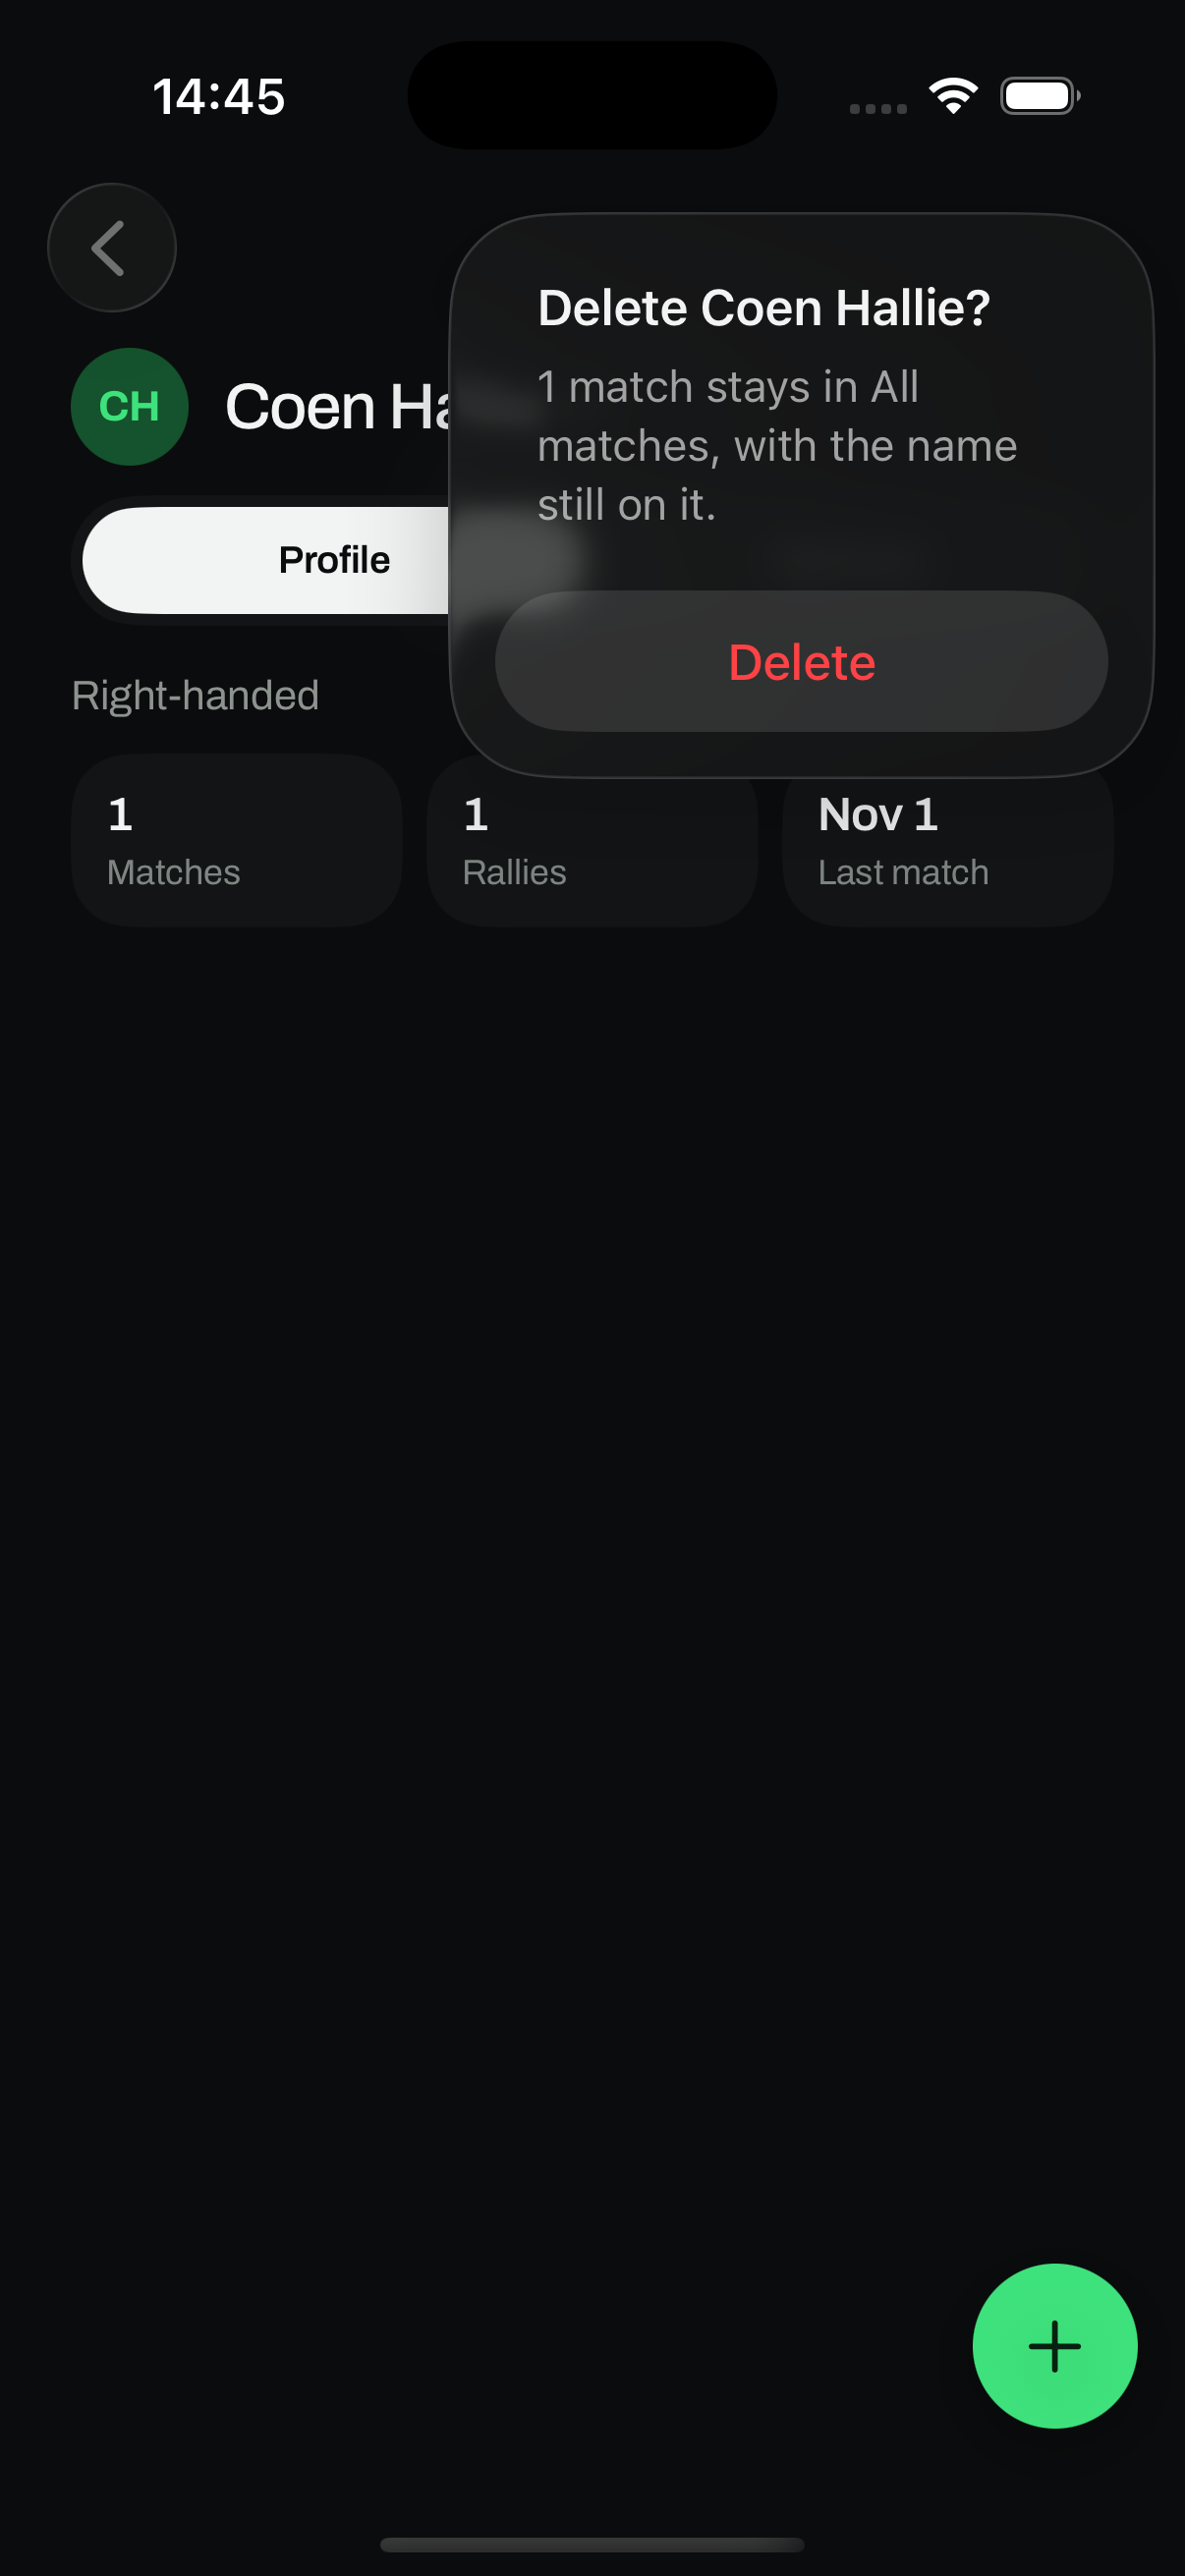 14:45
Delete Coen Hallie?
1 match stays in All
matches, with the name
still on it.
Delete
CH
Coen Ha
Profile
Right-handed
1
Matches
1
Rallies
Nov 1
Last match